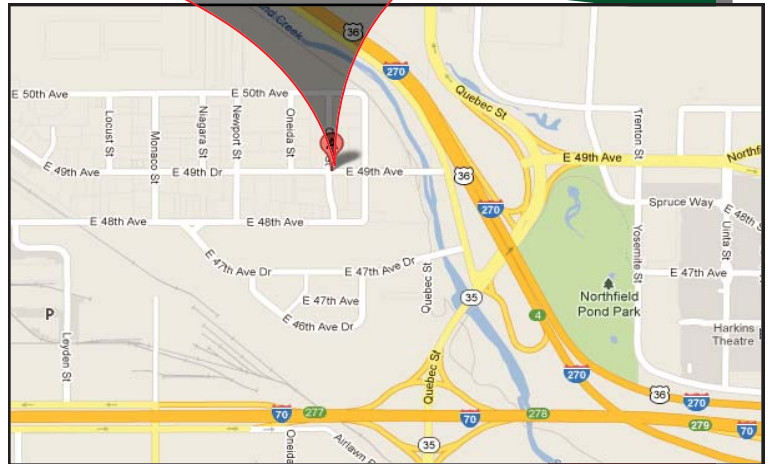 36
270
E 50th Ave
E 50th Ave
Locust St
Monaco St
Niagara St
Newport St
Oneida St
Quebec St
Trenton St
E 49th Ave
E 49th Dr
E 49th Ave
E 49th Ave
36
270
Spruce Way
E 48th Ave
E 48th Ave
Yosemite St
Uinta St
E 47th Ave Dr
E 47th Ave Dr
Quebec St
E 47th Ave
E 47th Ave
E 46th Ave Dr
35
4
Northfield
Pond Park
P
Leyden St
Harkins
Theatre
Quebec St
270
36
270
70
277
70
278
279
70
35